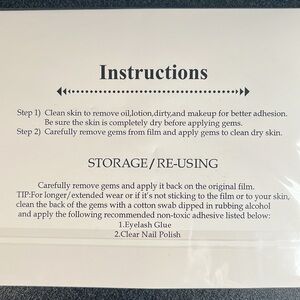 Instructions
Step 1) Clean skin to remove oil,lotion,dirty,and makeup for better adhesion.
Be sure the skin is completely dry before applying gems.
Step 2) Carefully remove gems from film and apply gems to clean dry skin.
STORAGE/RE-USING
Carefully remove gems and apply it back on the original film.
TIP:For longer/extended wear or if it's not sticking to the film or to your skin,
clean the back of the gems with a cotton swab dipped in rubbing alcohol
and apply the following recommended non-toxic adhesive listed below:
1.Eyelash Glue
2.Clear Nail Polish